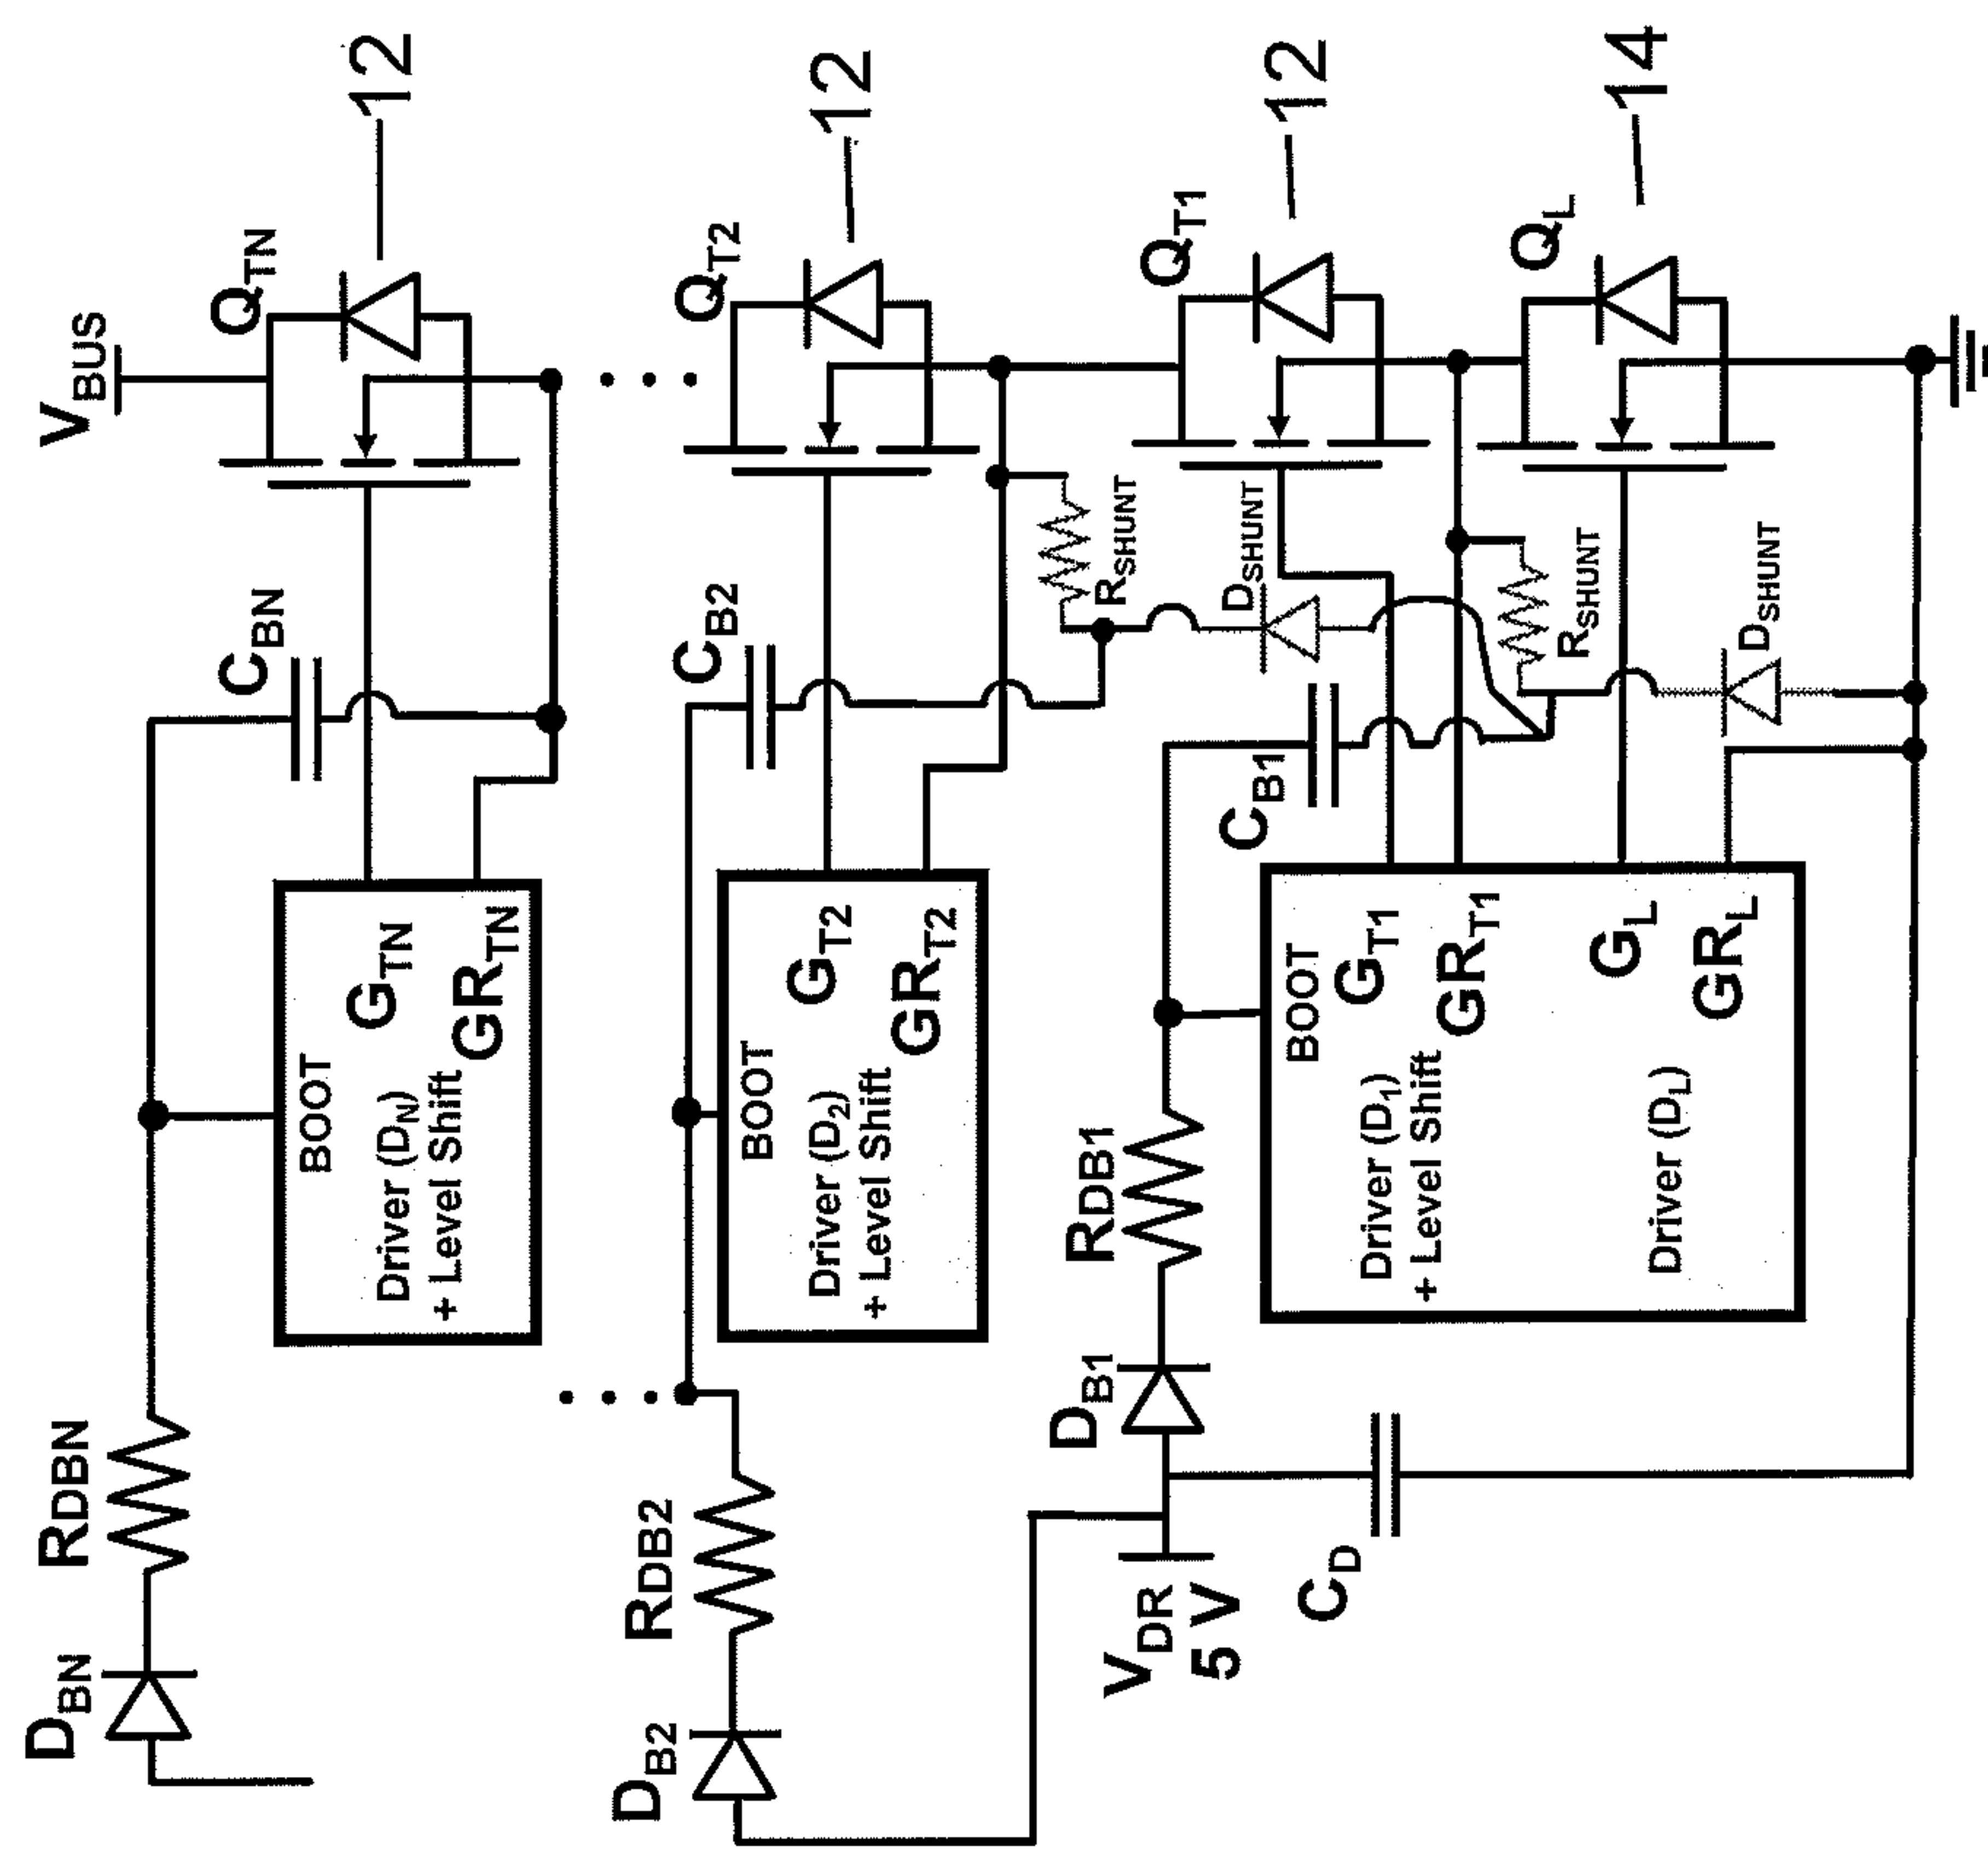 V_BUS
Q_TN
12
C_BN
BOOT
G_TN
GR_TN
Driver (D_N)
+ Level Shift
R_DBN
D_BN
Q_T2
12
C_B2
BOOT
G_T2
GR_T2
Driver (D_2)
+ Level Shift
R_DB2
D_B2
R_SHUNT
D_SHUNT
Q_T1
12
C_B1
BOOT
G_T1
GR_T1
Driver (D_1)
+ Level Shift
R_DB1
D_B1
Q_L
14
R_SHUNT
D_SHUNT
G_L
GR_L
Driver (D_L)
V_DR
5 V
C_D